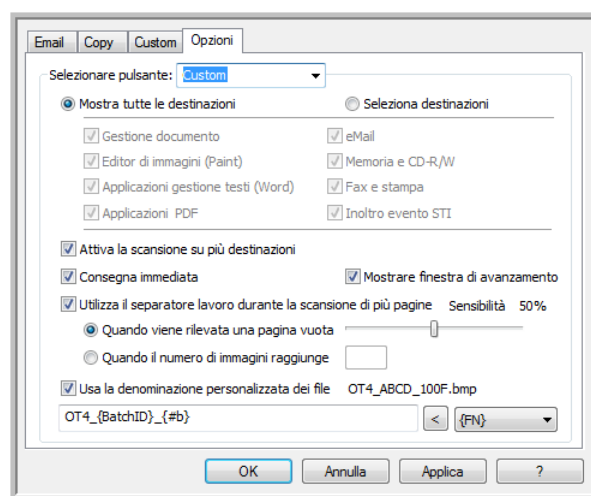 Email Copy Custom Opzioni
Selezionare pulsante: Custom
Mostra tutte le destinazioni Seleziona destinazioni
Gestione documento eMail
Editor di immagini (Paint) Memoria e CD-R/W
Applicazioni gestione testi (Word) Fax e stampa
Applicazioni PDF Inoltro evento STI
Attiva la scansione su più destinazioni
Consegna immediata Mostrare finestra di avanzamento
Utilizza il separatore lavoro durante la scansione di più pagine Sensibilità 50%
Quando viene rilevata una pagina vuota
Quando il numero di immagini raggiunge
Usa la denominazione personalizzata dei file OT4_ABCD_100F.bmp
OT4_{BatchID}_{#b} < {FN}
OK Annulla Applica ?